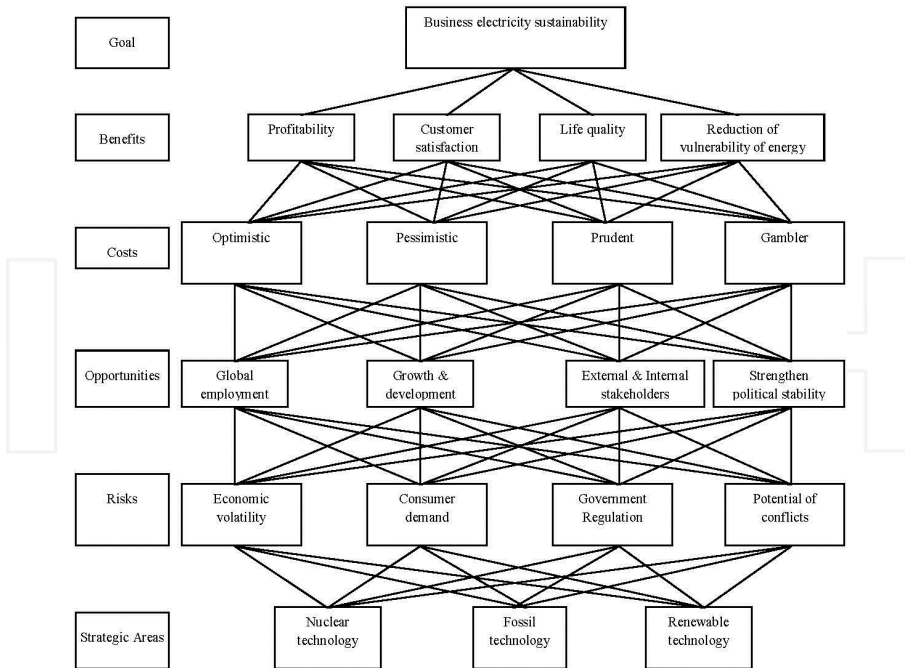 Goal
Business electricity sustainability
Benefits
Profitability
Customer
satisfaction
Life quality
Reduction of
vulnerability of energy
Costs
Optimistic
Pessimistic
Prudent
Gambler
Opportunities
Global
employment
Growth &
development
External & Internal
stakeholders
Strengthen
political stability
Risks
Economic
volatility
Consumer
demand
Government
Regulation
Potential of
conflicts
Strategic Areas
Nuclear
technology
Fossil
technology
Renewable
technology